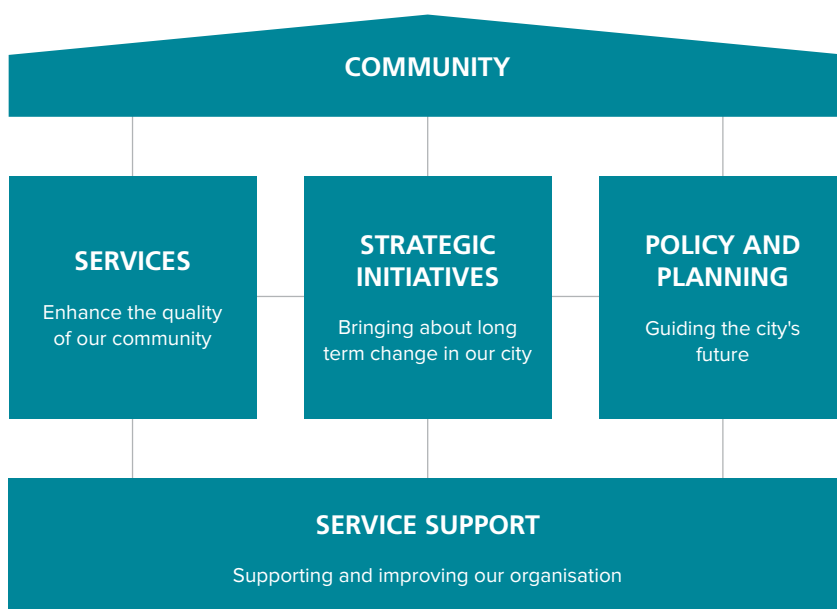 COMMUNITY
SERVICES
Enhance the quality
of our community
STRATEGIC
INITIATIVES
Bringing about long
term change in our city
POLICY AND
PLANNING
Guiding the city's
future
SERVICE SUPPORT
Supporting and improving our organisation